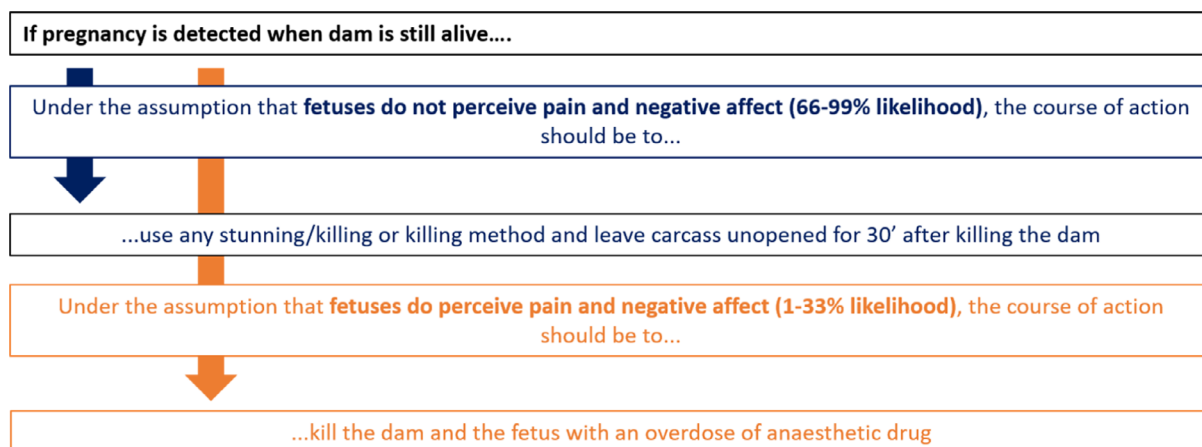 If pregnancy is detected when dam is still alive….
Under the assumption that fetuses do not perceive pain and negative affect (66-99% likelihood), the course of action
should be to...
...use any stunning/killing or killing method and leave carcass unopened for 30’ after killing the dam
Under the assumption that fetuses do perceive pain and negative affect (1-33% likelihood), the course of action
should be to...
...kill the dam and the fetus with an overdose of anaesthetic drug